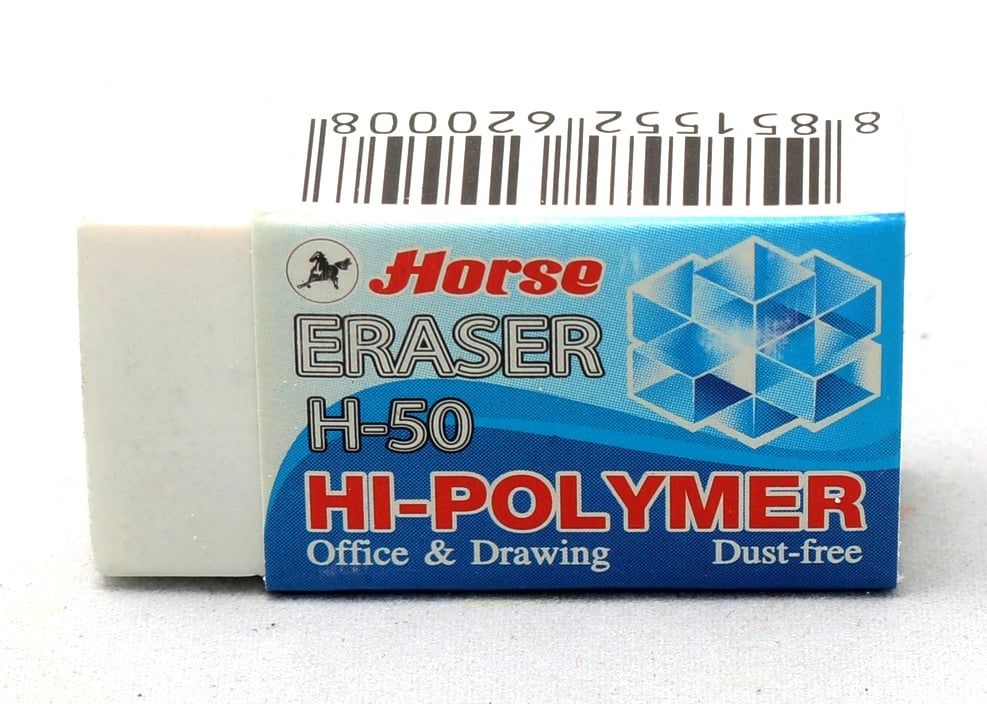 8 851552 620008
Horse
ERASER
H-50
HI-POLYMER
Office & Drawing Dust-free